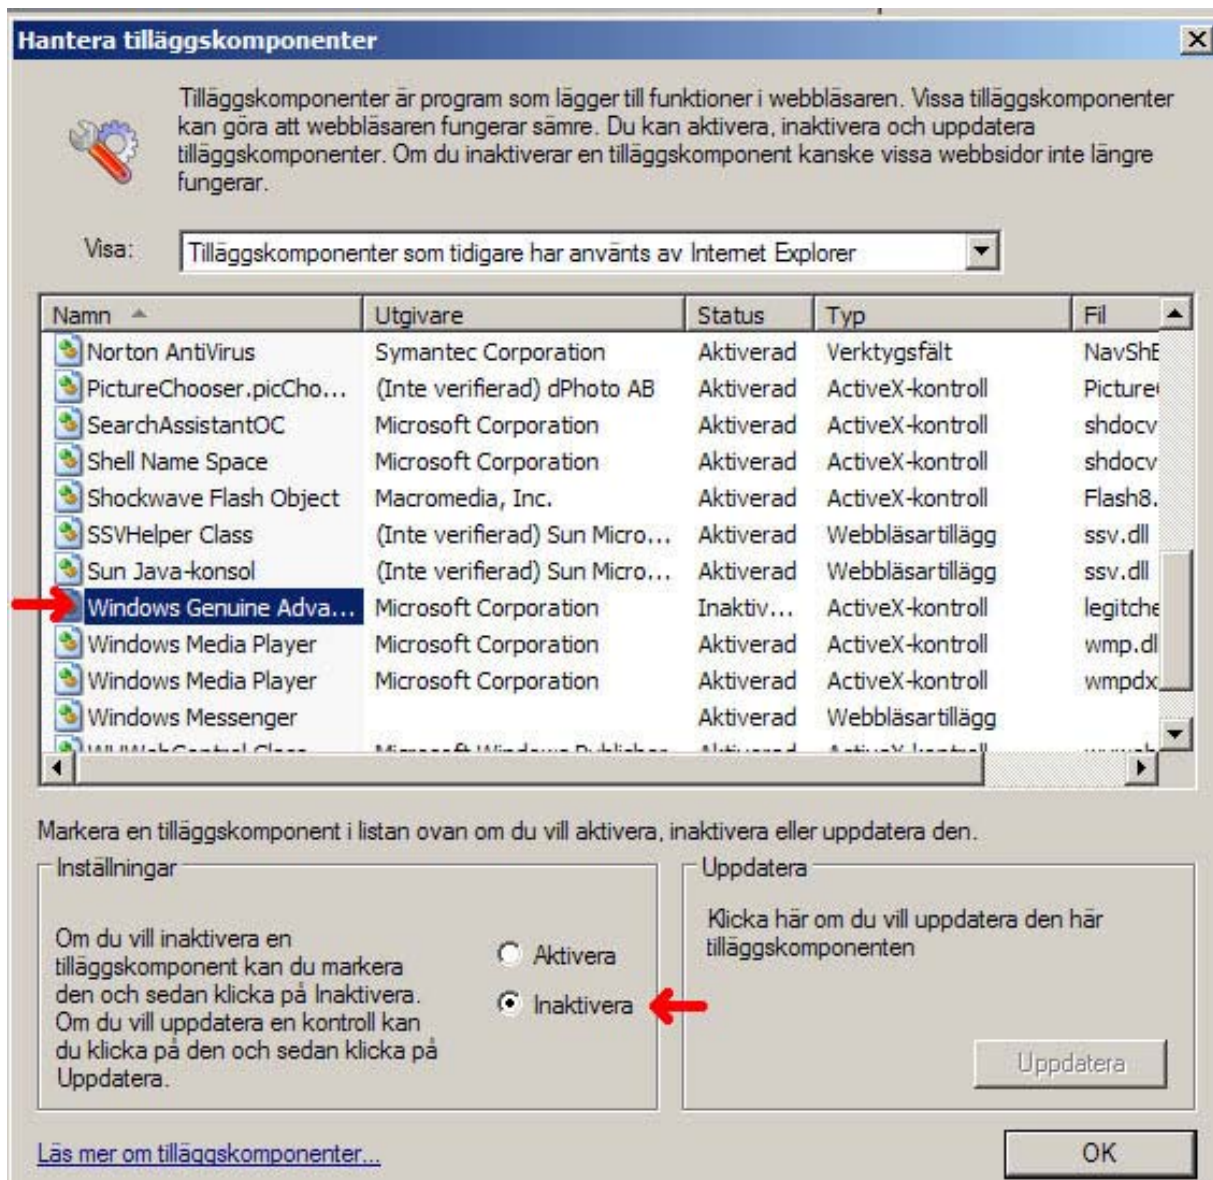 Hantera tilläggskomponenter
Tilläggskomponenter är program som lägger till funktioner i webbläsaren. Vissa tilläggskomponenter
kan göra att webbläsaren fungerar sämre. Du kan aktivera, inaktivera och uppdatera
tilläggskomponenter. Om du inaktiverar en tilläggskomponent kanske vissa webbsidor inte längre
fungerar.
Visa: Tilläggskomponenter som tidigare har använts av Internet Explorer
Namn Utgivare Status Typ Fil
Norton AntiVirus Symantec Corporation Aktiverad Verktygsfält NavShE
PictureChooser.picCho... (Inte verifierad) dPhoto AB Aktiverad ActiveX-kontroll Picture
SearchAssistantOC Microsoft Corporation Aktiverad ActiveX-kontroll shdocv
Shell Name Space Microsoft Corporation Aktiverad ActiveX-kontroll shdocv
Shockwave Flash Object Macromedia, Inc. Aktiverad ActiveX-kontroll Flash8.
SSVHelper Class (Inte verifierad) Sun Micro... Aktiverad Webbläsartillägg ssv.dll
Sun Java-konsol (Inte verifierad) Sun Micro... Aktiverad Webbläsartillägg ssv.dll
Windows Genuine Adva... Microsoft Corporation Inaktiv... ActiveX-kontroll legitche
Windows Media Player Microsoft Corporation Aktiverad ActiveX-kontroll wmp.dl
Windows Media Player Microsoft Corporation Aktiverad ActiveX-kontroll wmpdx
Windows Messenger Aktiverad Webbläsartillägg
Markera en tilläggskomponent i listan ovan om du vill aktivera, inaktivera eller uppdatera den.
Inställningar
Om du vill inaktivera en
tilläggskomponent kan du markera
den och sedan klicka på Inaktivera.
Om du vill uppdatera en kontroll kan
du klicka på den och sedan klicka på
Uppdatera.
Aktivera
Inaktivera
Uppdatera
Klicka här om du vill uppdatera den här
tilläggskomponenten
Uppdatera
Läs mer om tilläggskomponenter...
OK